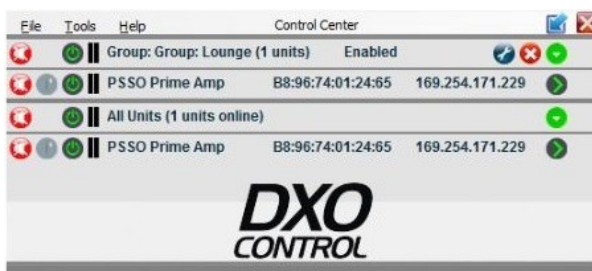 File Tools Help Control Center
Group: Group: Lounge (1 units) Enabled
PSSO Prime Amp B8:96:74:01:24:65 169.254.171.229
All Units (1 units online)
PSSO Prime Amp B8:96:74:01:24:65 169.254.171.229
DXO
CONTROL